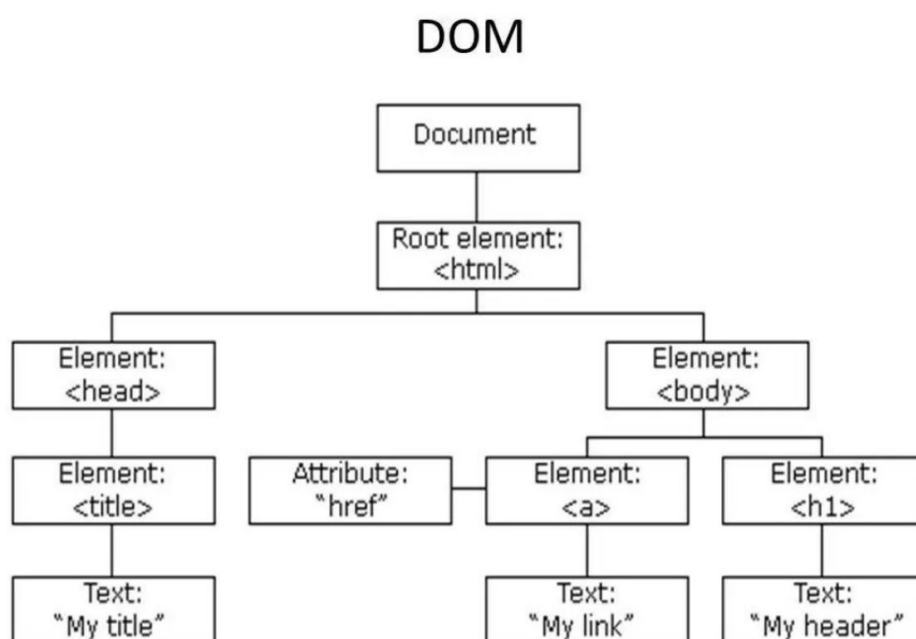 DOM
Document
Root element:
<html>
Element:
<head>
Element:
<body>
Element:
<title>
Attribute:
“href”
Element:
<a>
Element:
<h1>
Text:
“My title”
Text:
“My link”
Text:
“My header”